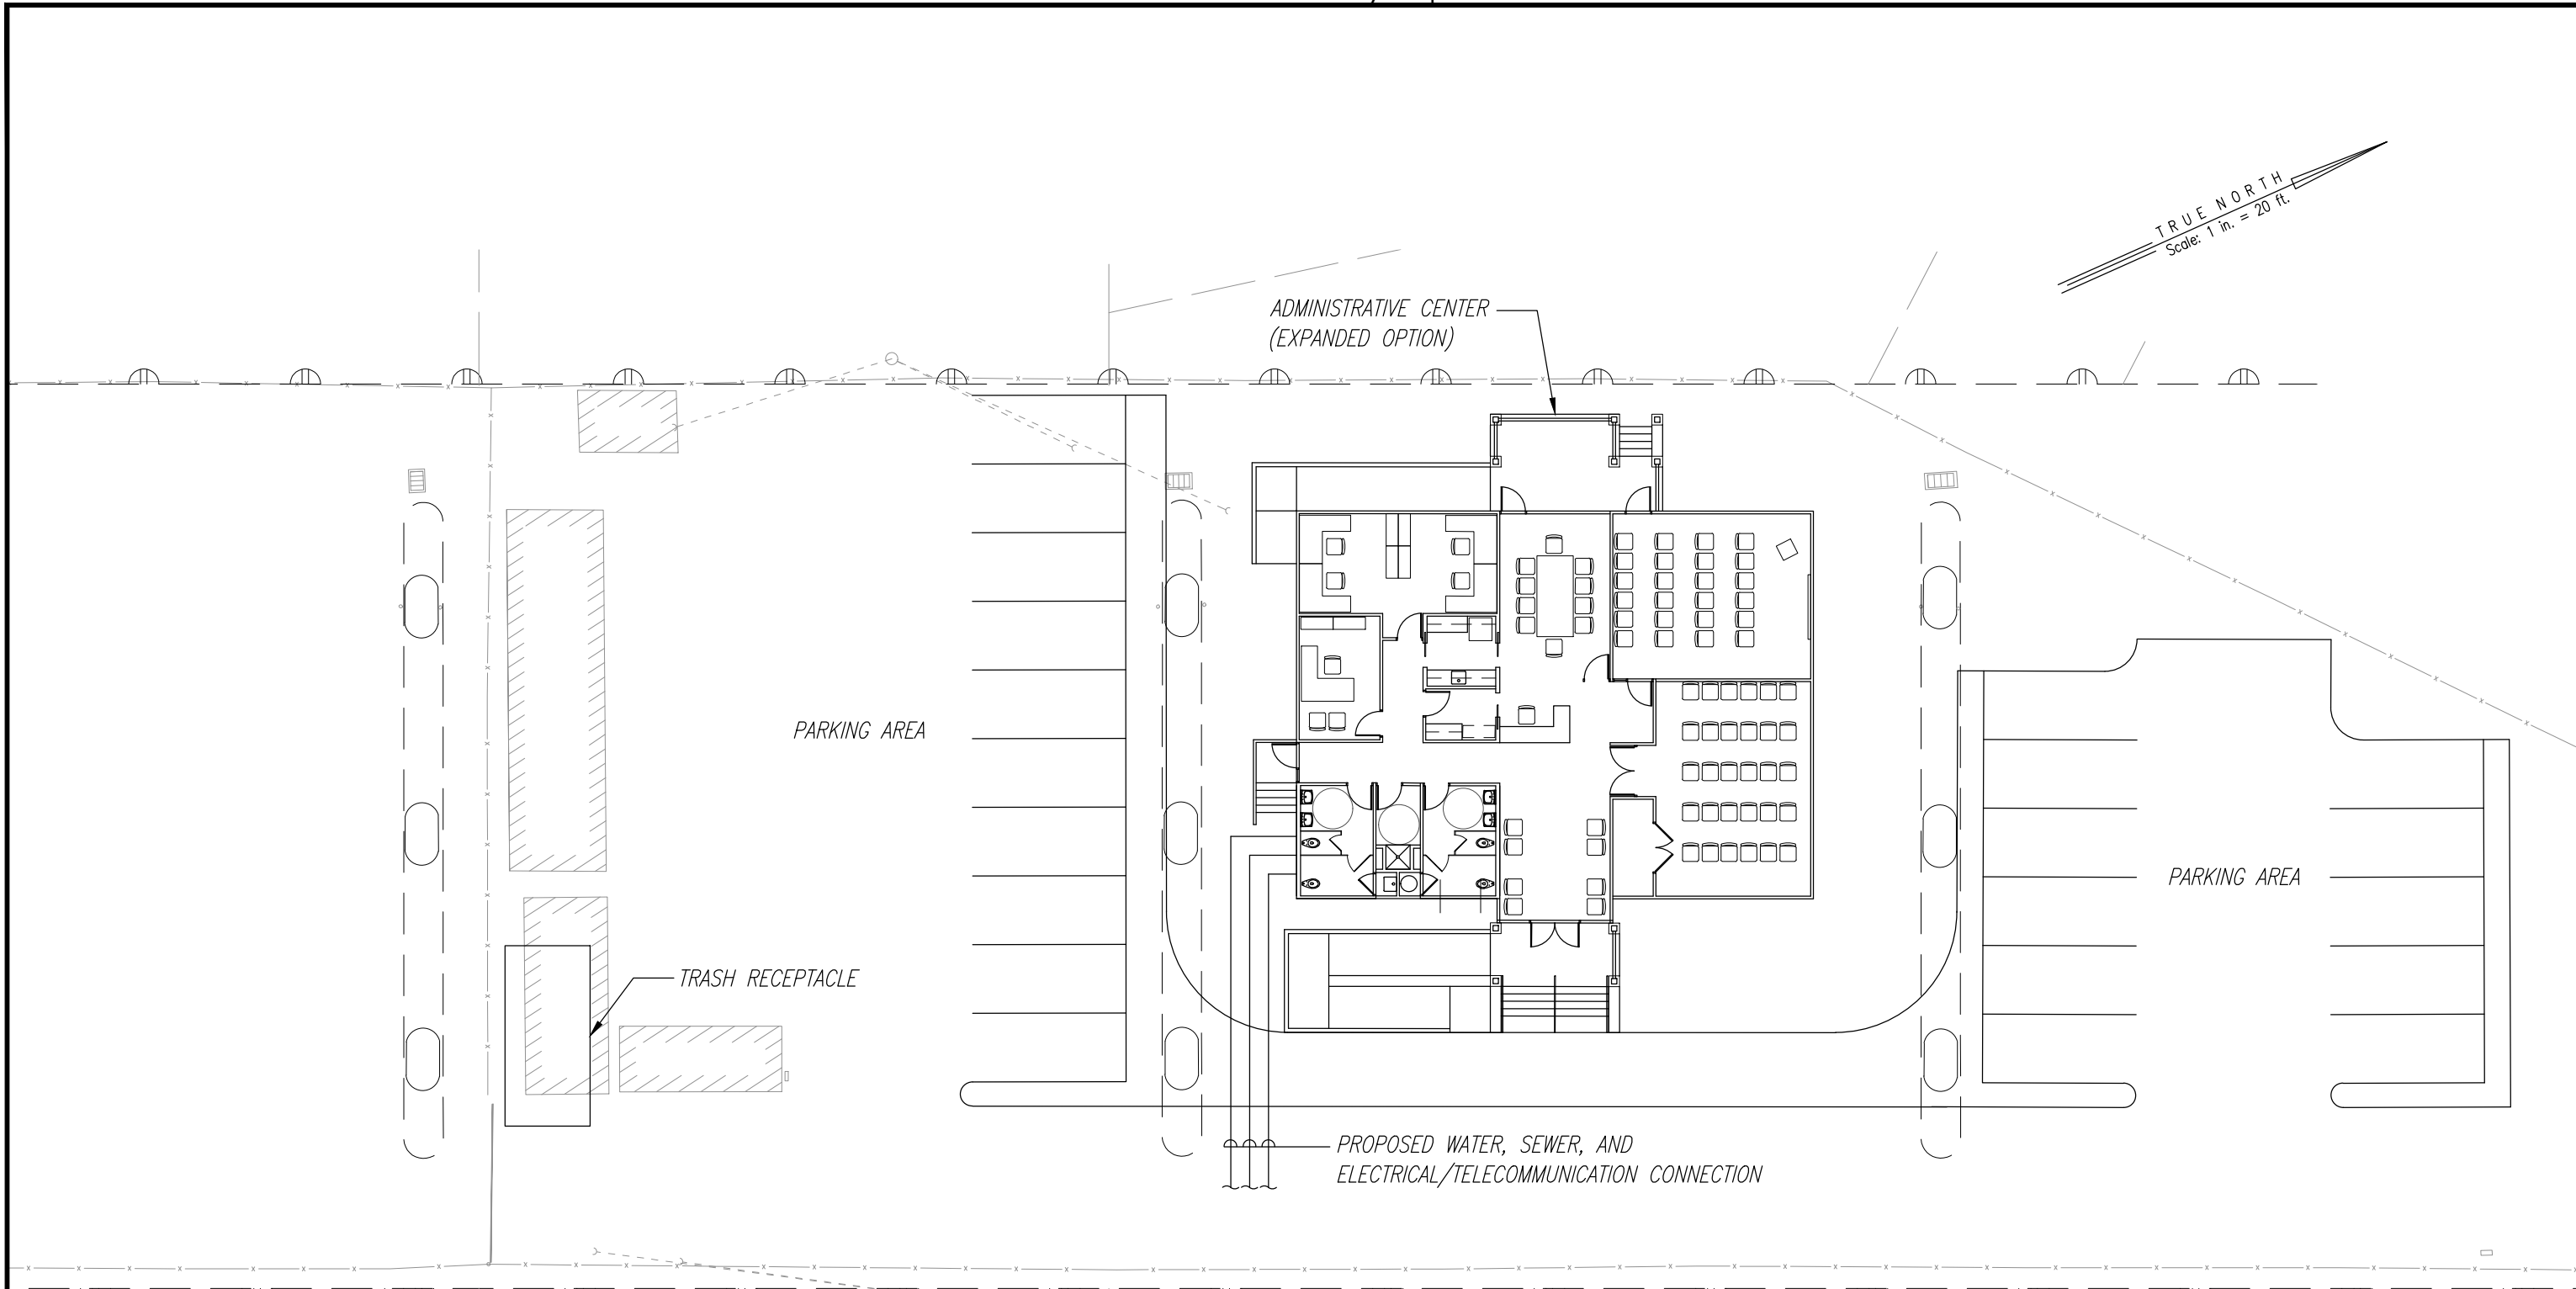 TRUE NORTH
Scale: 1 in. = 20 ft.
ADMINISTRATIVE CENTER
(EXPANDED OPTION)
PARKING AREA
PARKING AREA
TRASH RECEPTACLE
PROPOSED WATER, SEWER, AND
ELECTRICAL/TELECOMMUNICATION CONNECTION